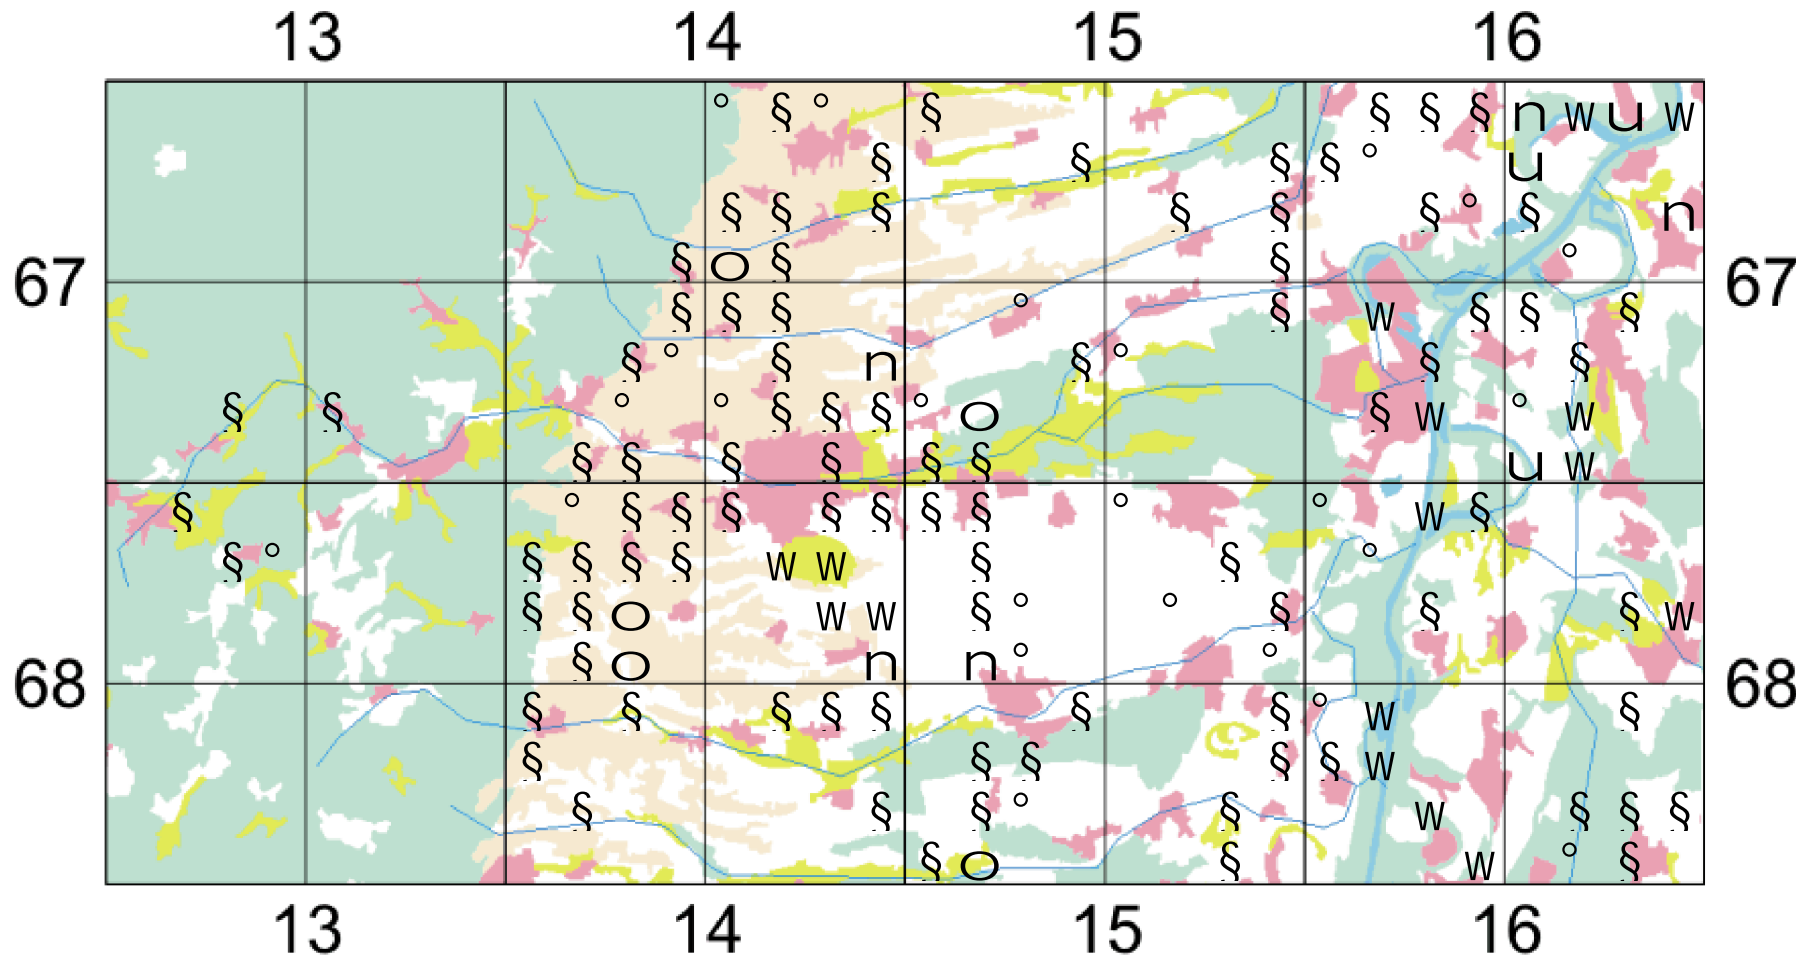 13 14 15 16
° § ° § § § § n w u w
§ § § § ° u
§ § § § § § ° § n
§ O § § °
67 67
§ § § ° § w § § §
§ ° § n § ° § §
§ § ° ° § § § ° O § w ° w
§ § § § § § u w
§ ° § § § § § § § ° ° w §
§ ° § § § § w w § § °
§ § O w w § ° ° § § § w
§ O n n ° °
68 68
§ § § § § § § ° w §
§ § § § § w
§ § § ° § w § § §
§ O § w ° §
13 14 15 16